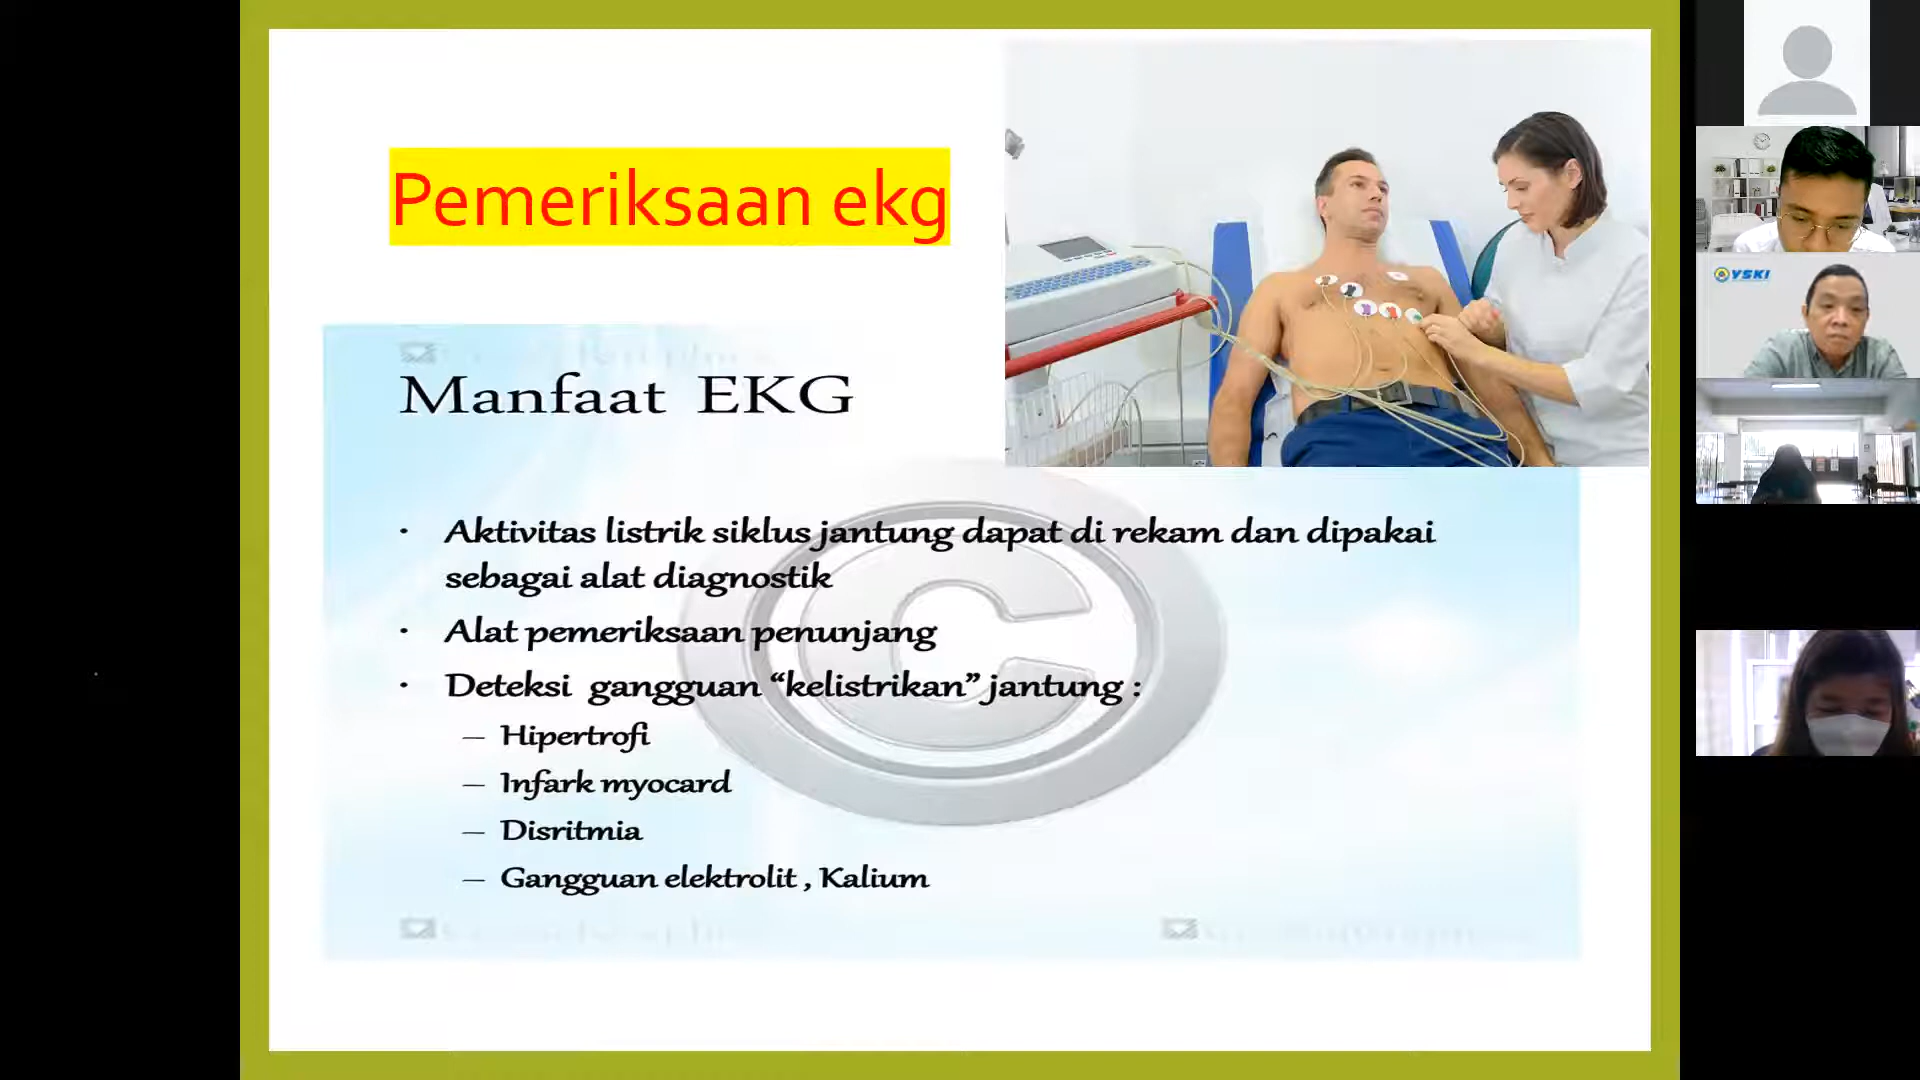 Pemeriksaan ekg
Manfaat EKG
• Aktivitas listrik siklus jantung dapat di rekam dan dipakai
sebagai alat diagnostik
• Alat pemeriksaan penunjang
• Deteksi gangguan “kelistrikan” jantung :
– Hipertrofi
– Infark myocard
– Disritmia
– Gangguan elektrolit , Kalium
YSKI